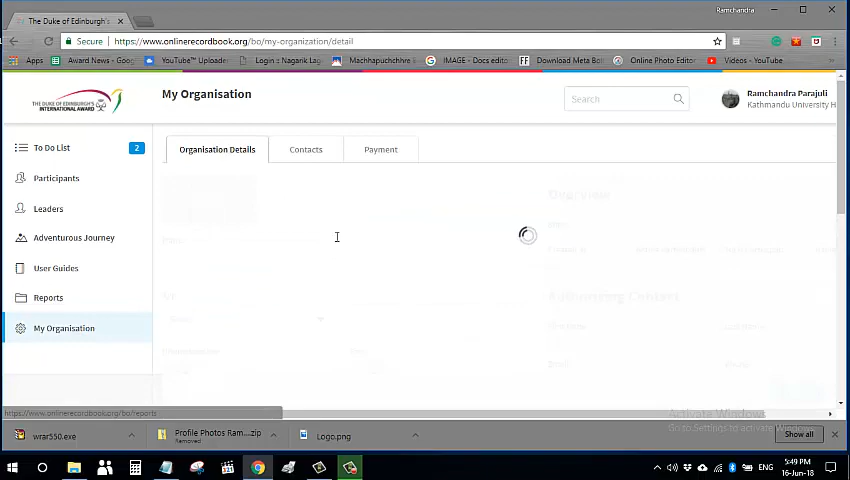 The Duke of Edinburgh's
Ramchandra
Secure
https://www.onlinerecordbook.org/bo/my-organization/detail
Apps
Award News - Goog
YouTube™ Uploader
Login :: Nagarik Lag
Machhapuchchhre
IMAGE - Docs editor
Download Meta Bol
Online Photo Editor
Videos - YouTube
THE DUKE OF EDINBURGH'S
INTERNATIONAL AWARD
My Organisation
Search
Ramchandra Parajuli
Kathmandu University H
To Do List
2
Participants
Leaders
Adventurous Journey
User Guides
Reports
My Organisation
Organisation Details
Contacts
Payment
Overview
https://www.onlinerecordbook.org/bo/reports
Activate Windows
Go to Settings to activate Windows.
wrar550.exe
Profile Photos Ram....zip
Removed
Logo.png
Show all
ENG
5:49 PM
16-Jun-18